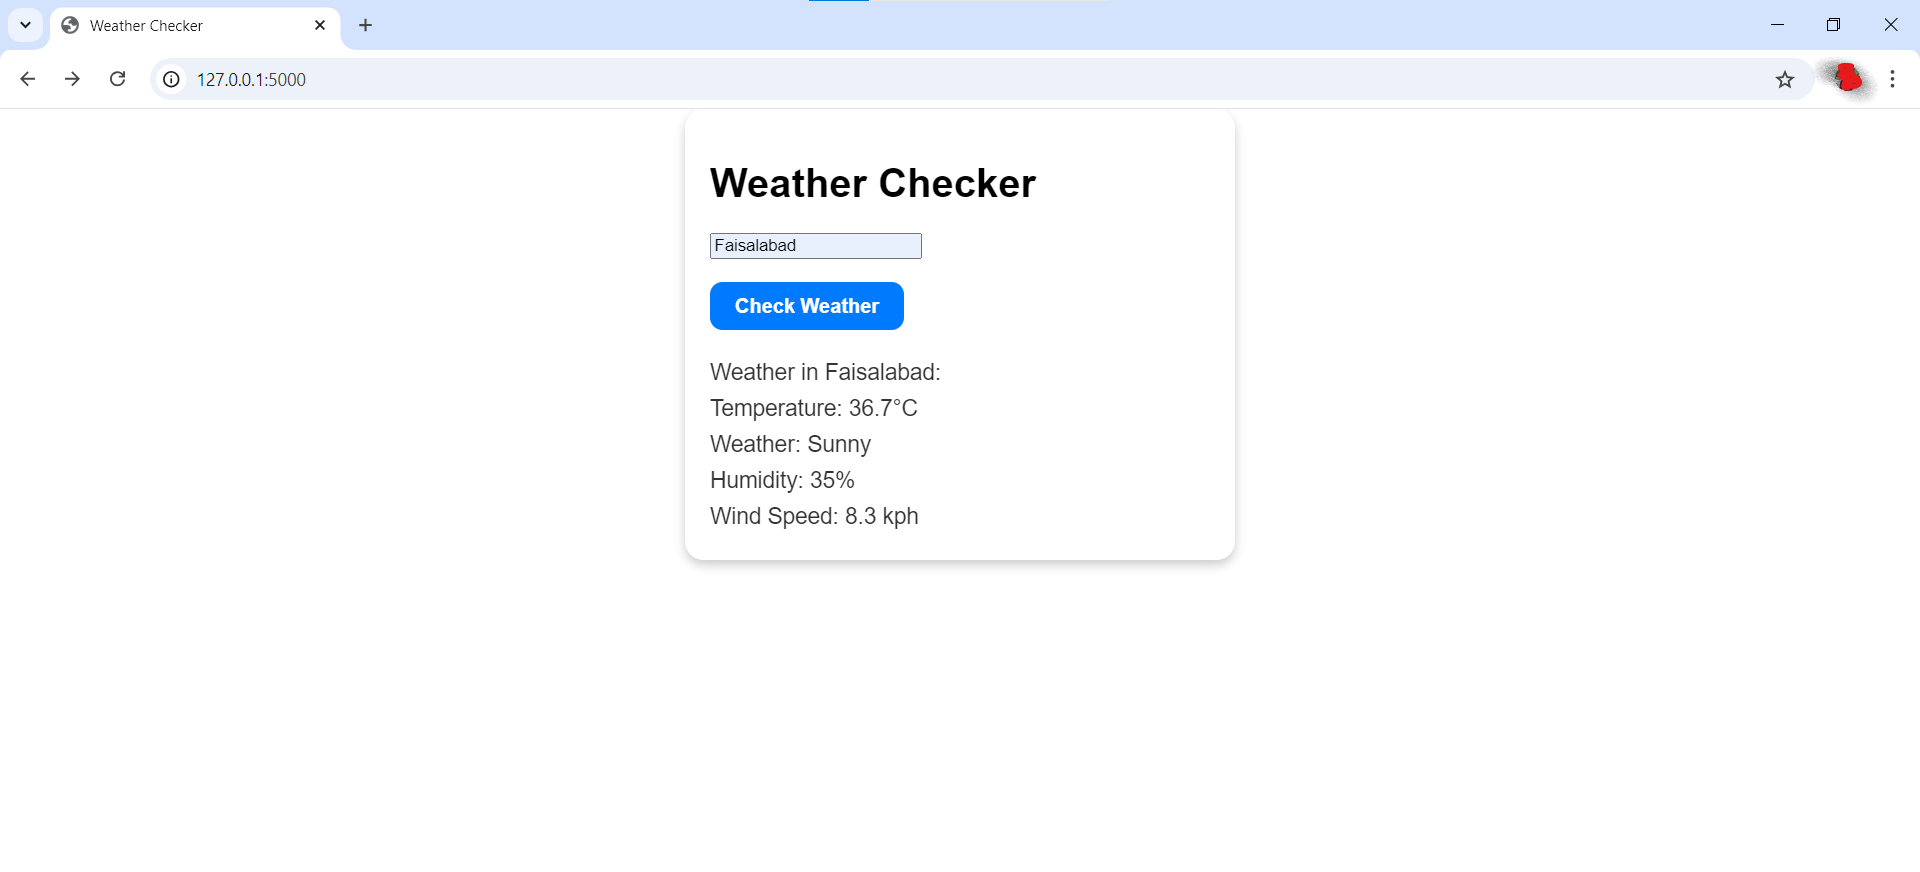 Weather Checker
127.0.0.1:5000
Weather Checker
Faisalabad
Check Weather
Weather in Faisalabad:
Temperature: 36.7°C
Weather: Sunny
Humidity: 35%
Wind Speed: 8.3 kph